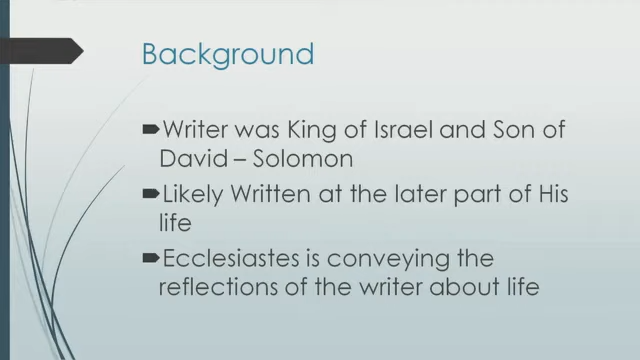 Background
Writer was King of Israel and Son of
David – Solomon
Likely Written at the later part of His
life
Ecclesiastes is conveying the
reflections of the writer about life